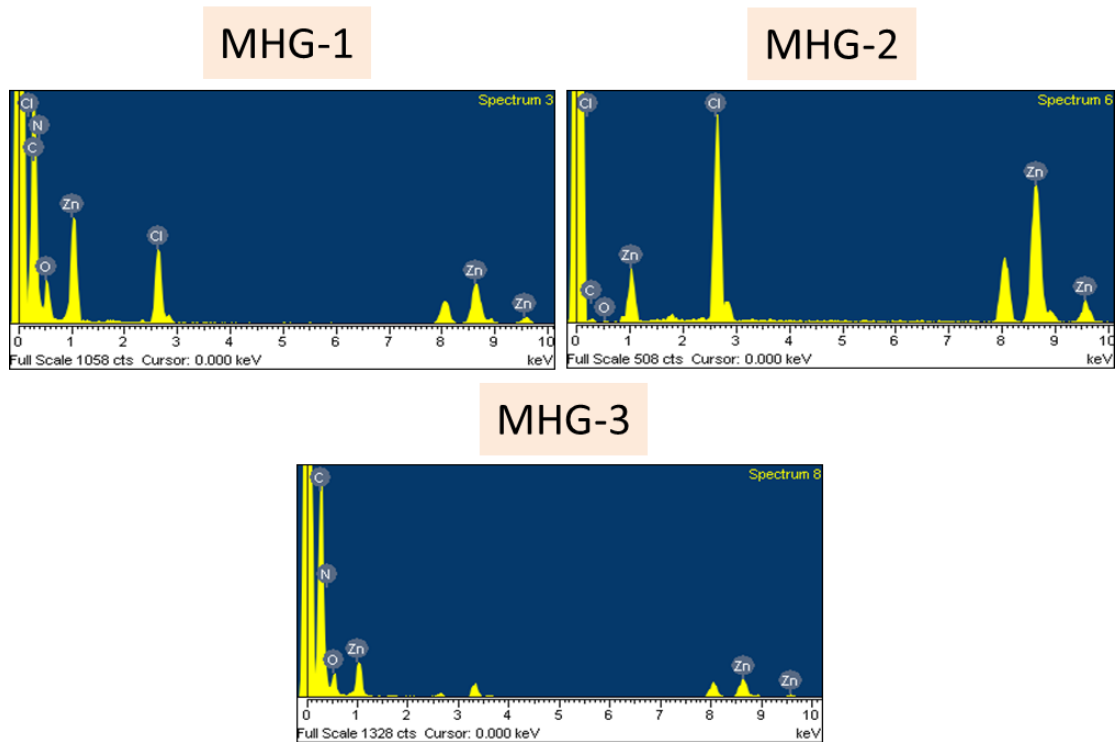 MHG-1
MHG-2
Spectrum 3
Cl
N
C
Zn
O
Cl
Zn
Zn
0 1 2 3 4 5 6 7 8 9 10
Full Scale 1058 cts Cursor: 0.000 keV keV
Spectrum 6
Cl
Cl
Zn
Zn
C
O
Zn
0 1 2 3 4 5 6 7 8 9 10
Full Scale 508 cts Cursor: 0.000 keV keV
MHG-3
Spectrum 8
C
N
O
Zn
Zn
Zn
0 1 2 3 4 5 6 7 8 9 10
Full Scale 1328 cts Cursor: 0.000 keV keV